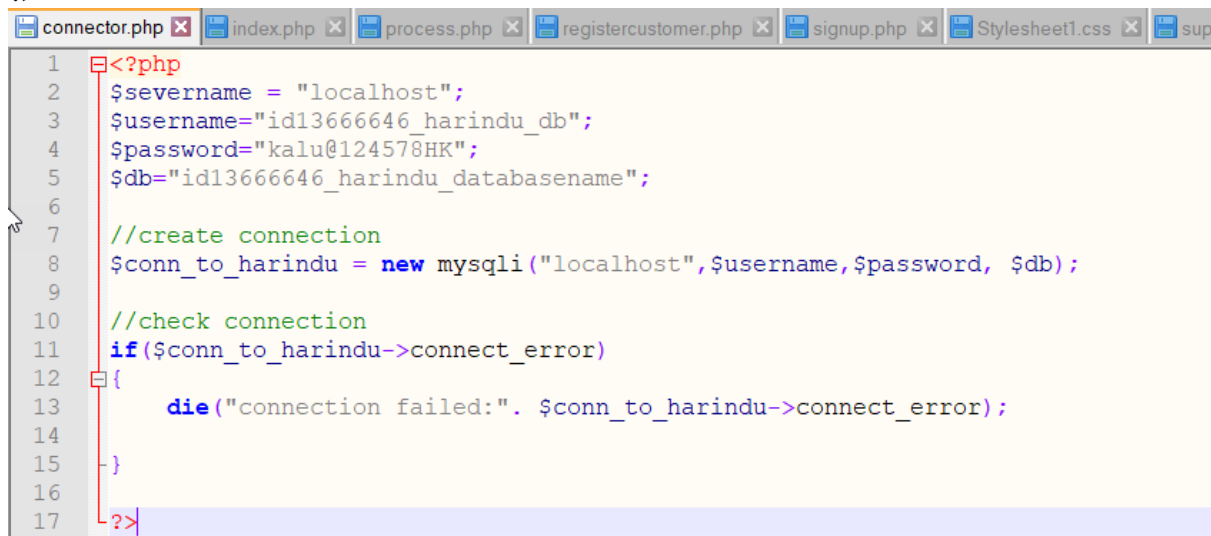 connector.php index.php process.php registercustomer.php signup.php Stylesheet1.css sup
1 <?php
2 $severname = "localhost";
3 $username="id13666646_harindu_db";
4 $password="kalu@124578HK";
5 $db="id13666646_harindu_databasename";
6
7 //create connection
8 $conn_to_harindu = new mysqli("localhost",$username,$password, $db);
9
10 //check connection
11 if($conn_to_harindu->connect_error)
12 {
13 die("connection failed:". $conn_to_harindu->connect_error);
14
15 }
16
17 ?>